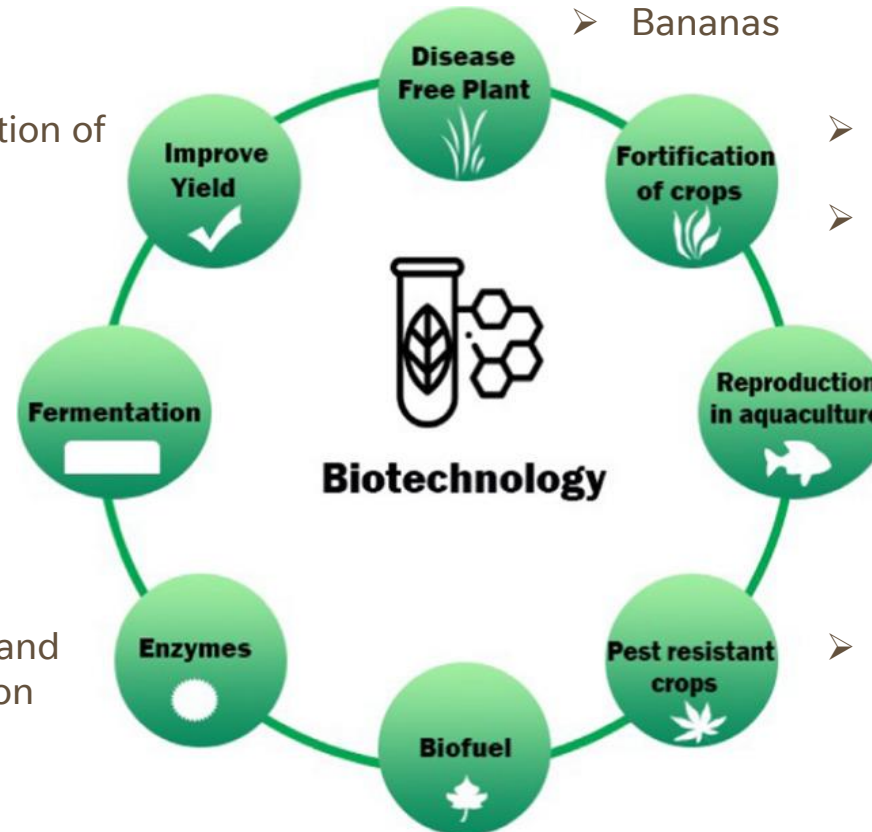 ➢ Bananas
Disease
Free Plant
tion of
Improve
Yield
Fortification
of crops
➢
➢
Fermentation
Reproduction
in aquaculture
Biotechnology
and
on
Enzymes
Pest resistant
crops
➢
Biofuel